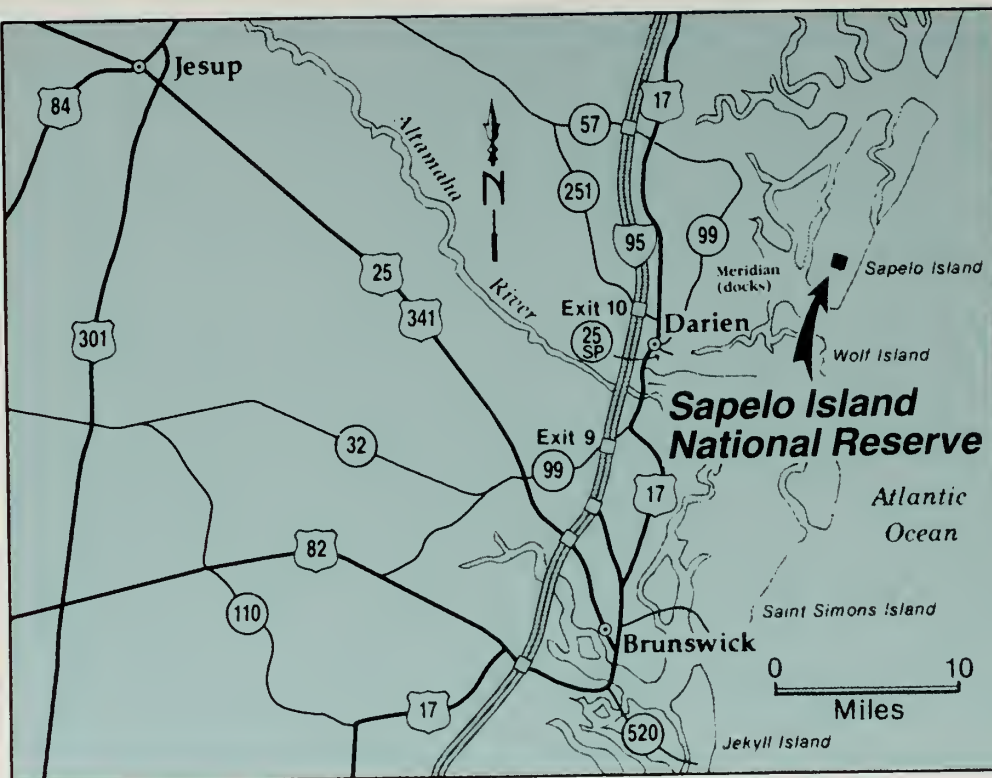 Jesup
84
17
57
Altamaha
N
251
95
99
25
Meridian
(docks)
Sapelo Island
River
Exit 10
341
Darien
301
25
SP
Wolf Island
Sapelo Island
National Reserve
Exit 9
32
99
17
Atlantic
Ocean
82
110
Saint Simons Island
Brunswick
0 10
Miles
17
520
Jekyll Island